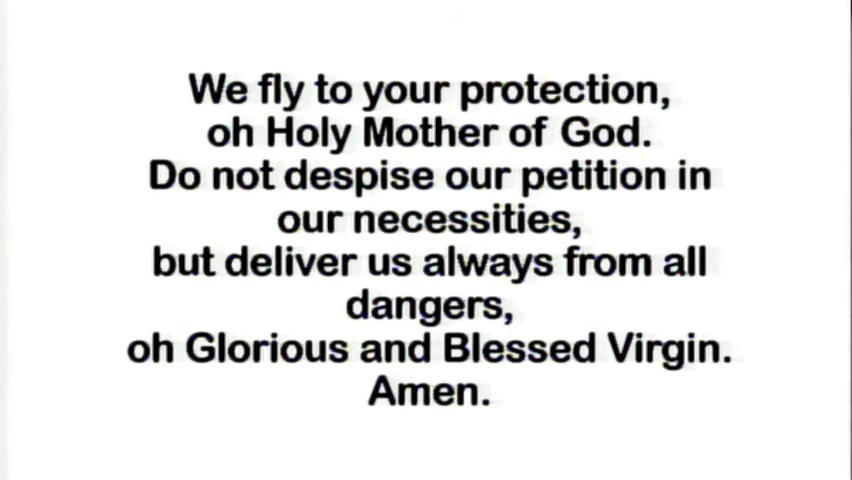 We fly to your protection,
oh Holy Mother of God.
Do not despise our petition in
our necessities,
but deliver us always from all
dangers,
oh Glorious and Blessed Virgin.
Amen.